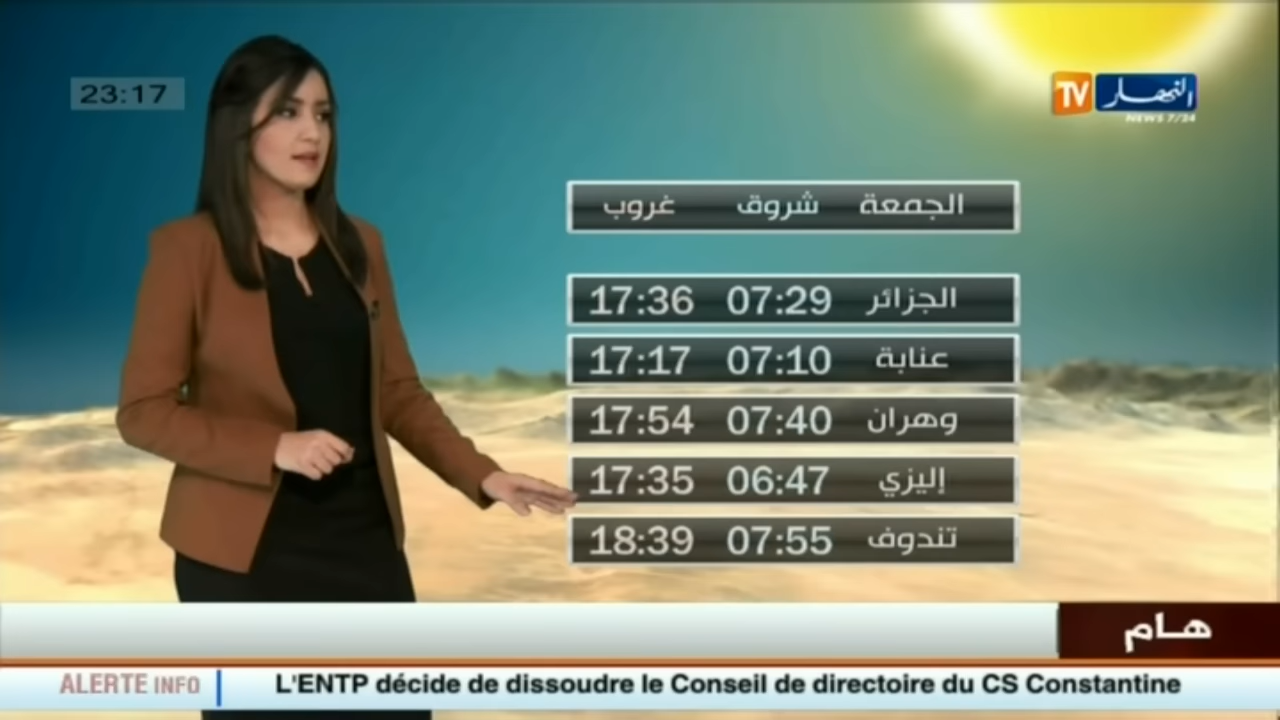 23:17
TV النهار
NEWS 7/24
الجمعة شروق غروب
الجزائر 07:29 17:36
عنابة 07:10 17:17
وهران 07:40 17:54
إليزي 06:47 17:35
تندوف 07:55 18:39
هـام
ALERTE INFO L'ENTP décide de dissoudre le Conseil de directoire du CS Constantine